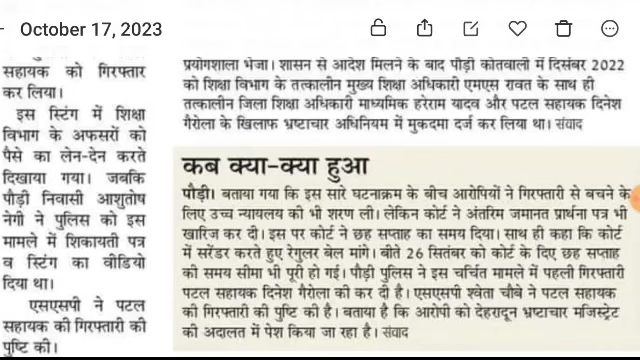 October 17, 2023
सहायक को गिरफ्तार
कर लिया।
इस स्टिंग में शिक्षा
विभाग के अफसरों को
पैसे का लेन-देन करते
दिखाया गया। जबकि
पौड़ी निवासी आशुतोष
नेगी ने पुलिस को इस
मामले में शिकायती पत्र
व स्टिंग का वीडियो
दिया था।
एसएसपी ने पटल
सहायक की गिरफ्तारी की
पुष्टि की।
प्रयोगशाला भेजा। शासन से आदेश मिलने के बाद पौड़ी कोतवाली में दिसंबर 2022
को शिक्षा विभाग के तत्कालीन मुख्य शिक्षा अधिकारी एमएस रावत के साथ ही
तत्कालीन जिला शिक्षा अधिकारी माध्यमिक हरेराम यादव और पटल सहायक दिनेश
गैरोला के खिलाफ भ्रष्टाचार अधिनियम में मुकदमा दर्ज कर लिया था। संवाद
कब क्या-क्या हुआ
पौड़ी। बताया गया कि इस सारे घटनाक्रम के बीच आरोपियों ने गिरफ्तारी से बचने के
लिए उच्च न्यायलय की भी शरण ली। लेकिन कोर्ट ने अंतरिम जमानत प्रार्थना पत्र भी
खारिज कर दी। इस पर कोर्ट ने छह सप्ताह का समय दिया। साथ ही कहा कि कोर्ट
में सरेंडर करते हुए रेगुलर बेल मांगे। बीते 26 सितंबर को कोर्ट के दिए छह सप्ताह
की समय सीमा भी पूरी हो गई। पौड़ी पुलिस ने इस चर्चित मामले में पहली गिरफ्तारी
पटल सहायक दिनेश गैरोला की कर दी है। एसएसपी श्वेता चौबे ने पटल सहायक
की गिरफ्तारी की पुष्टि की है। बताया है कि आरोपी को देहरादून भ्रष्टाचार मजिस्ट्रेट
की अदालत में पेश किया जा रहा है। संवाद